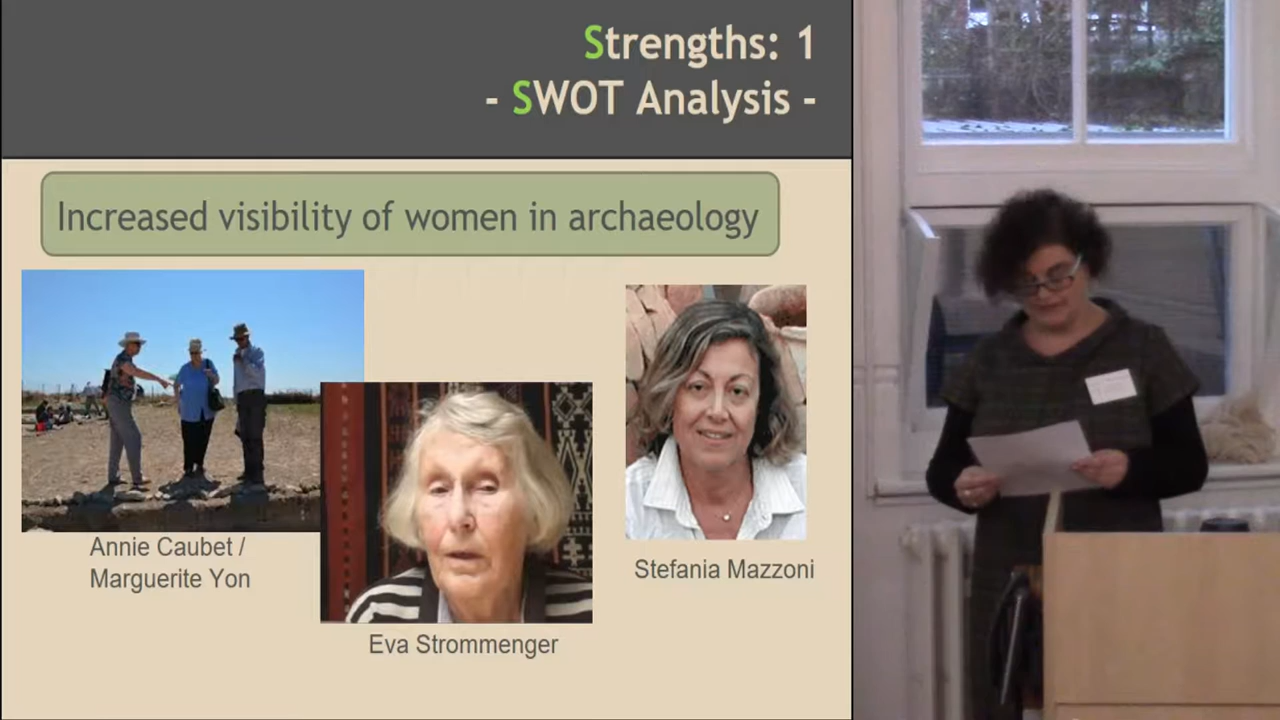 Strengths: 1
- SWOT Analysis -
Increased visibility of women in archaeology
Annie Caubet /
Marguerite Yon
Eva Strommenger
Stefania Mazzoni